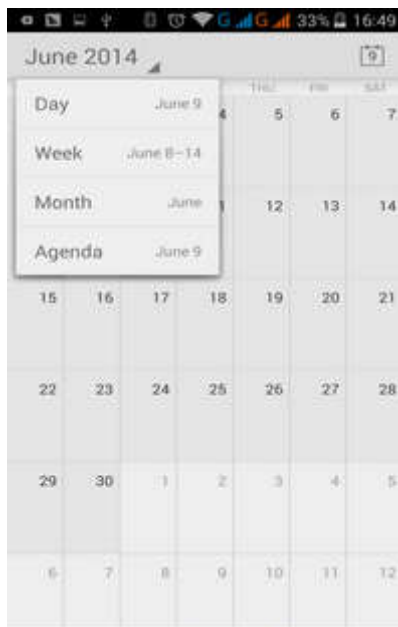 G G 33% 16:49
June 2014 9
THU FRI SAT
Day June 9 4 5 6 7
Week June 8–14
Month June 1 12 13 14
Agenda June 9
15 16 17 18 19 20 21
22 23 24 25 26 27 28
29 30 1 2 3 4 5
6 7 8 9 10 11 12